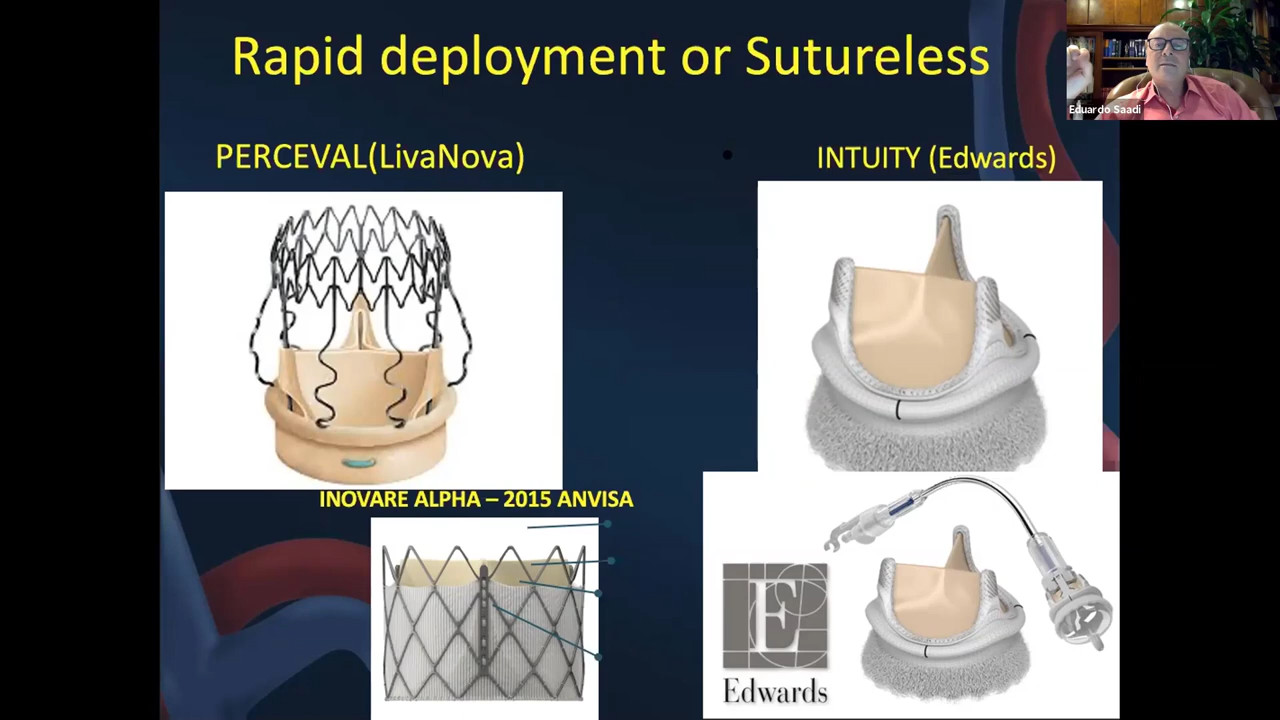 Rapid deployment or Sutureless
Eduardo Saadi
PERCEVAL(LivaNova)
INTUITY (Edwards)
INOVARE ALPHA – 2015 ANVISA
E
Edwards